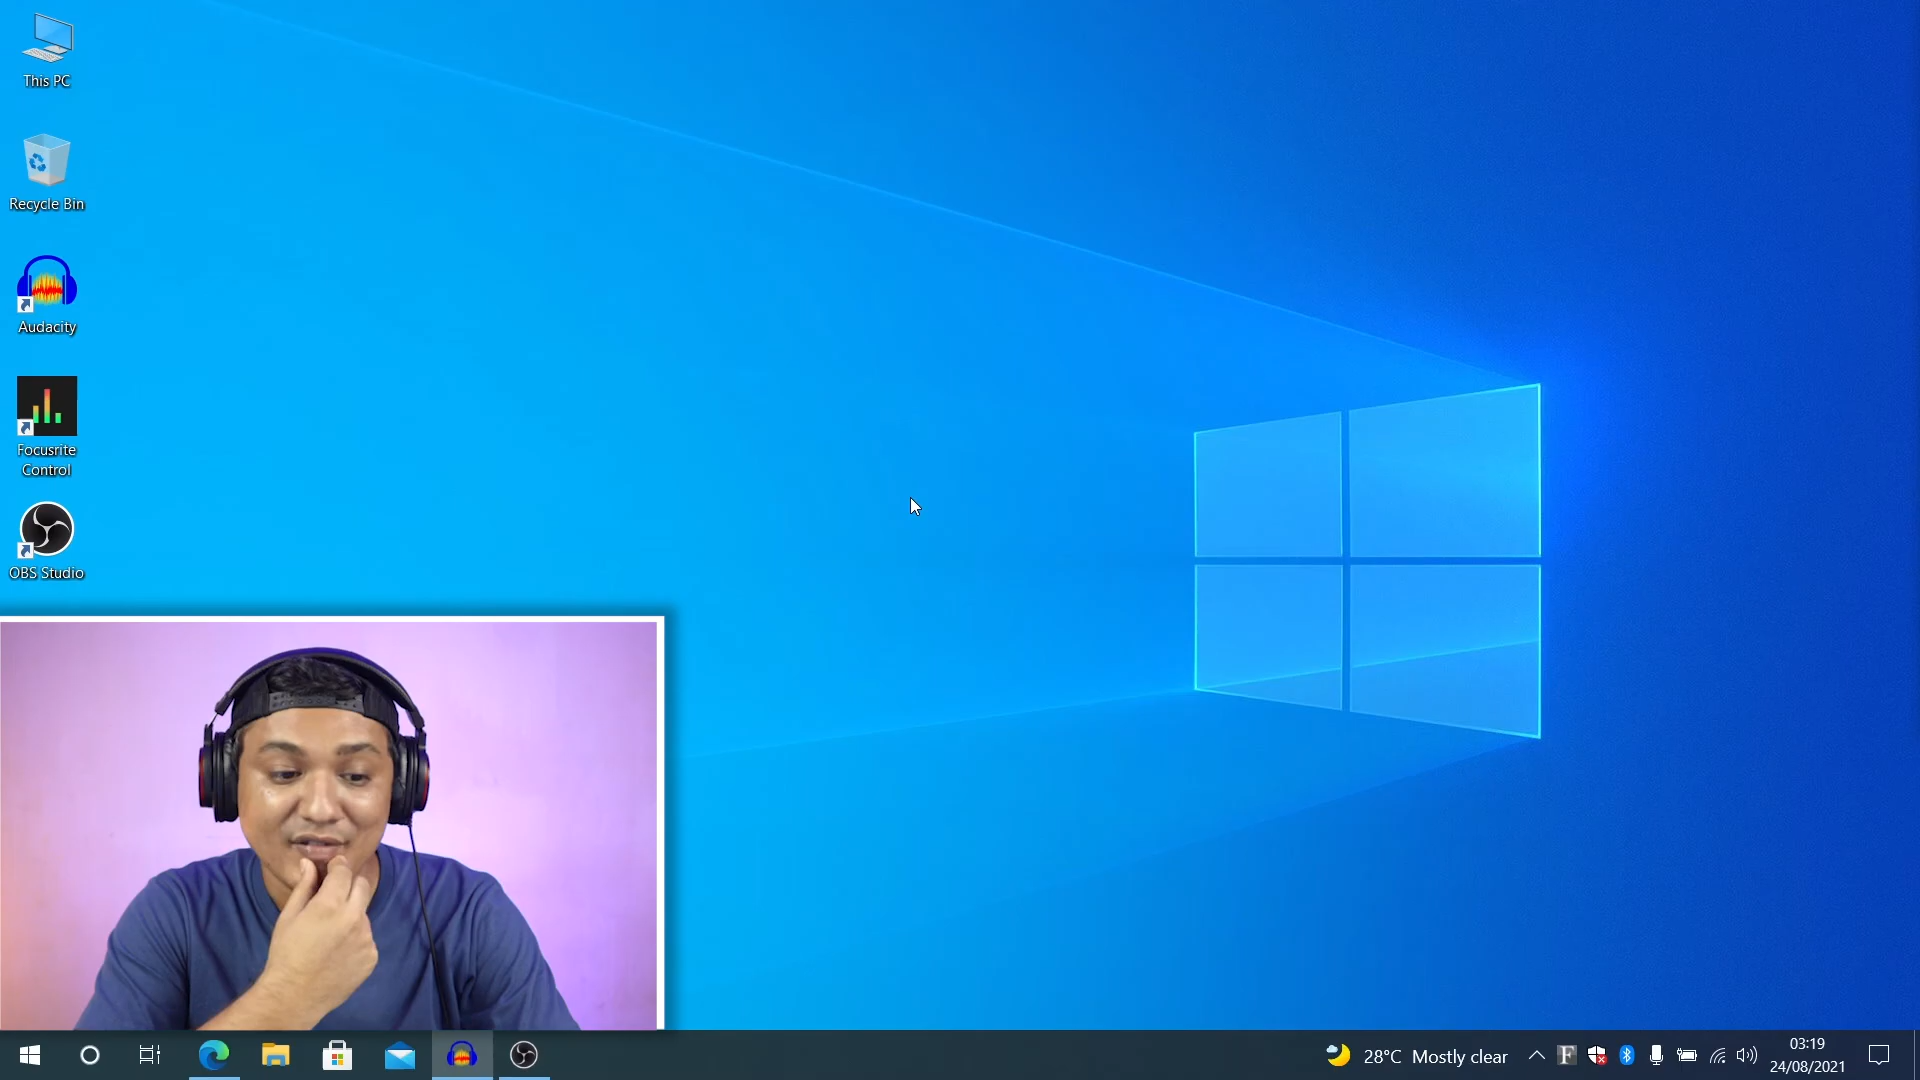 This PC
Recycle Bin
Audacity
Focusrite
Control
OBS Studio
28°C Mostly clear
F
03:19
24/08/2021